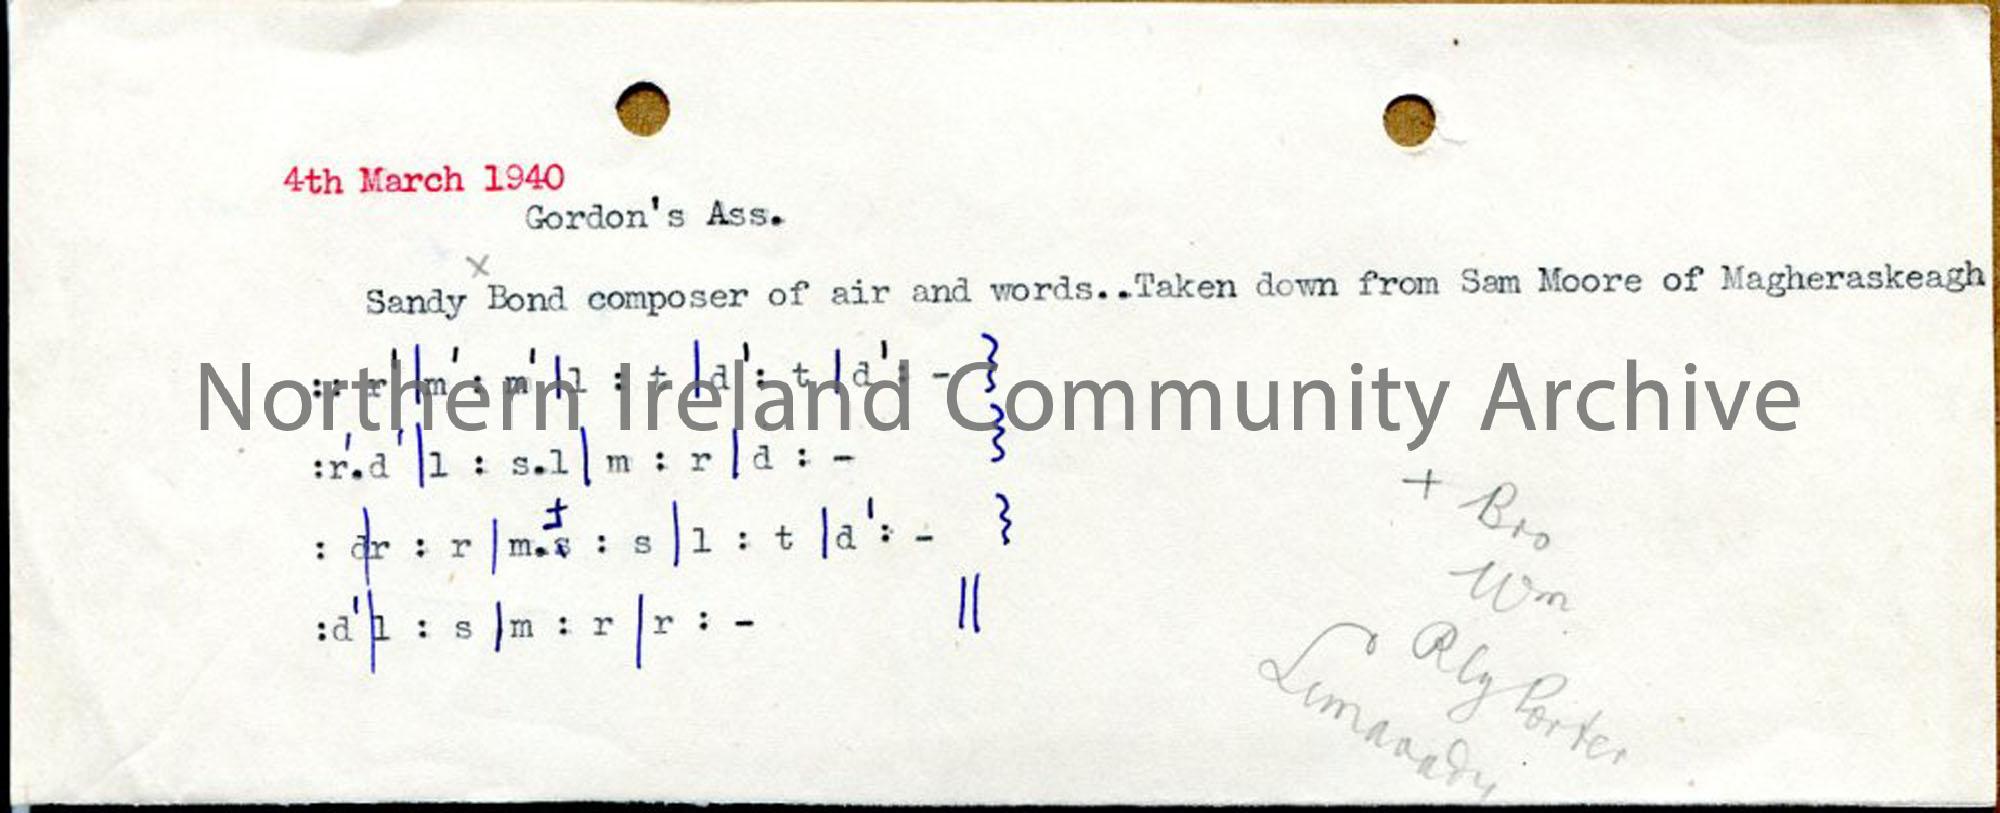 4th March 1940
Gordon's Ass.
x
Sandy Bond composer of air and words..Taken down from Sam Moore of Magheraskeagh
:r r'|m' : m'|l : t |d' : t |d' : - }
Northern Ireland Community Archive
:r'.d'|l : s.l|m : r|d : - }
: d|r : r|m.f : s|l : t|d' : - }
:d'|l : s|m : r|r : - ||
+ Bro
Wm
Rly Porter
Limavady